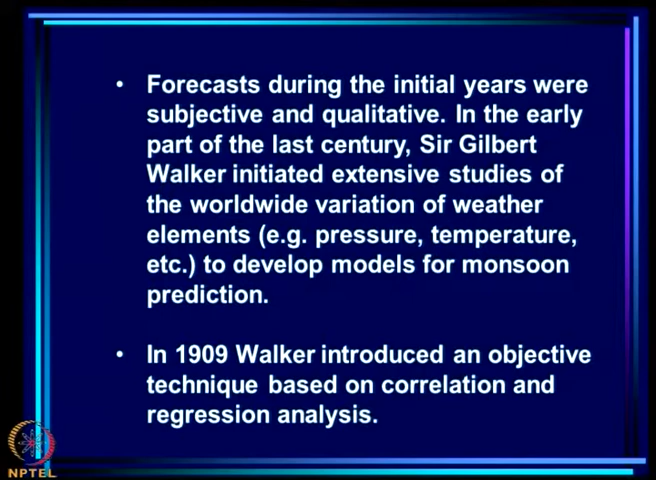 • Forecasts during the initial years were
subjective and qualitative. In the early
part of the last century, Sir Gilbert
Walker initiated extensive studies of
the worldwide variation of weather
elements (e.g. pressure, temperature,
etc.) to develop models for monsoon
prediction.
• In 1909 Walker introduced an objective
technique based on correlation and
regression analysis.
NPTEL